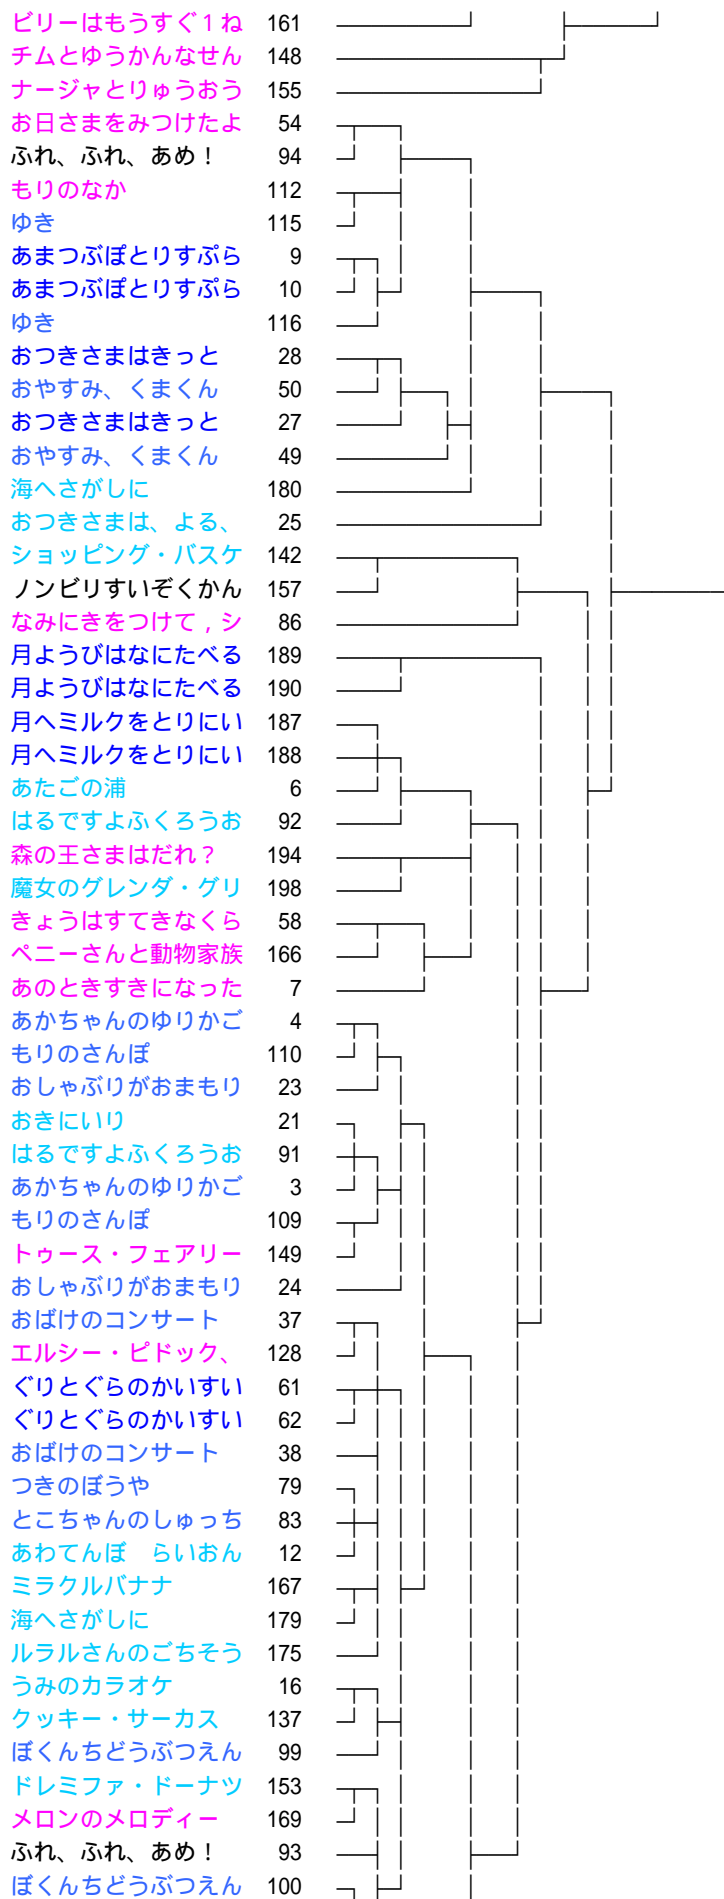 ビリーはもうすぐ1ね 161
チムとゆうかんなせん 148
ナージャとりゅうおう 155
お日さまをみつけたよ 54
ふれ、ふれ、あめ！ 94
もりのなか 112
ゆき 115
あまつぶぽとりすぷら 9
あまつぶぽとりすぷら 10
ゆき 116
おつきさまはきっと 28
おやすみ、くまくん 50
おつきさまはきっと 27
おやすみ、くまくん 49
海へさがしに 180
おつきさまは、よる、 25
ショッピング・バスケ 142
ノンビリすいぞくかん 157
なみにきをつけて，シ 86
月ようびはなにたべる 189
月ようびはなにたべる 190
月へミルクをとりにい 187
月へミルクをとりにい 188
あたごの浦 6
はるですよふくろうお 92
森の王さまはだれ？ 194
魔女のグレンダ・グリ 198
きょうはすてきなくら 58
ペニーさんと動物家族 166
あのときすきになった 7
あかちゃんのゆりかご 4
もりのさんぽ 110
おしゃぶりがおまもり 23
おきにいり 21
はるですよふくろうお 91
あかちゃんのゆりかご 3
もりのさんぽ 109
トゥース・フェアリー 149
おしゃぶりがおまもり 24
おばけのコンサート 37
エルシー・ピドック、 128
ぐりとぐらのかいすい 61
ぐりとぐらのかいすい 62
おばけのコンサート 38
つきのぼうや 79
とこちゃんのしゅっち 83
あわてんぼ　らいおん 12
ミラクルバナナ 167
海へさがしに 179
ルラルさんのごちそう 175
うみのカラオケ 16
クッキー・サーカス 137
ぼくんちどうぶつえん 99
ドレミファ・ドーナツ 153
メロンのメロディー 169
ふれ、ふれ、あめ！ 93
ぼくんちどうぶつえん 100